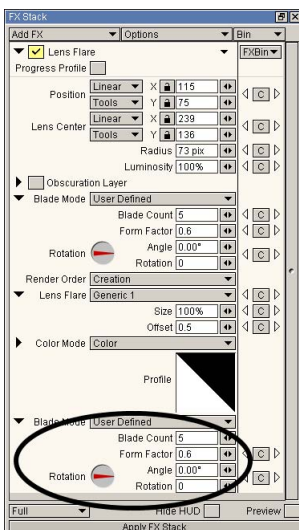 FX Stack
Add FX Options Bin
Lens Flare FXBin
Progress Profile
Position Linear X 115 C
Tools Y 75
Lens Center Linear X 239 C
Tools Y 136
Radius 73 pix C
Luminosity 100% C
Obscuration Layer
Blade Mode User Defined
Blade Count 5 C
Form Factor 0.6 C
Rotation Angle 0.00° C
Rotation 0
Render Order Creation
Lens Flare Generic 1 C
Size 100% C
Offset 0.5 C
Color Mode Color
Profile
Blade Mode User Defined
Blade Count 5
Form Factor 0.6 C
Rotation Angle 0.00° C
Rotation 0
Full Hide HUD Preview
Apply FX Stack